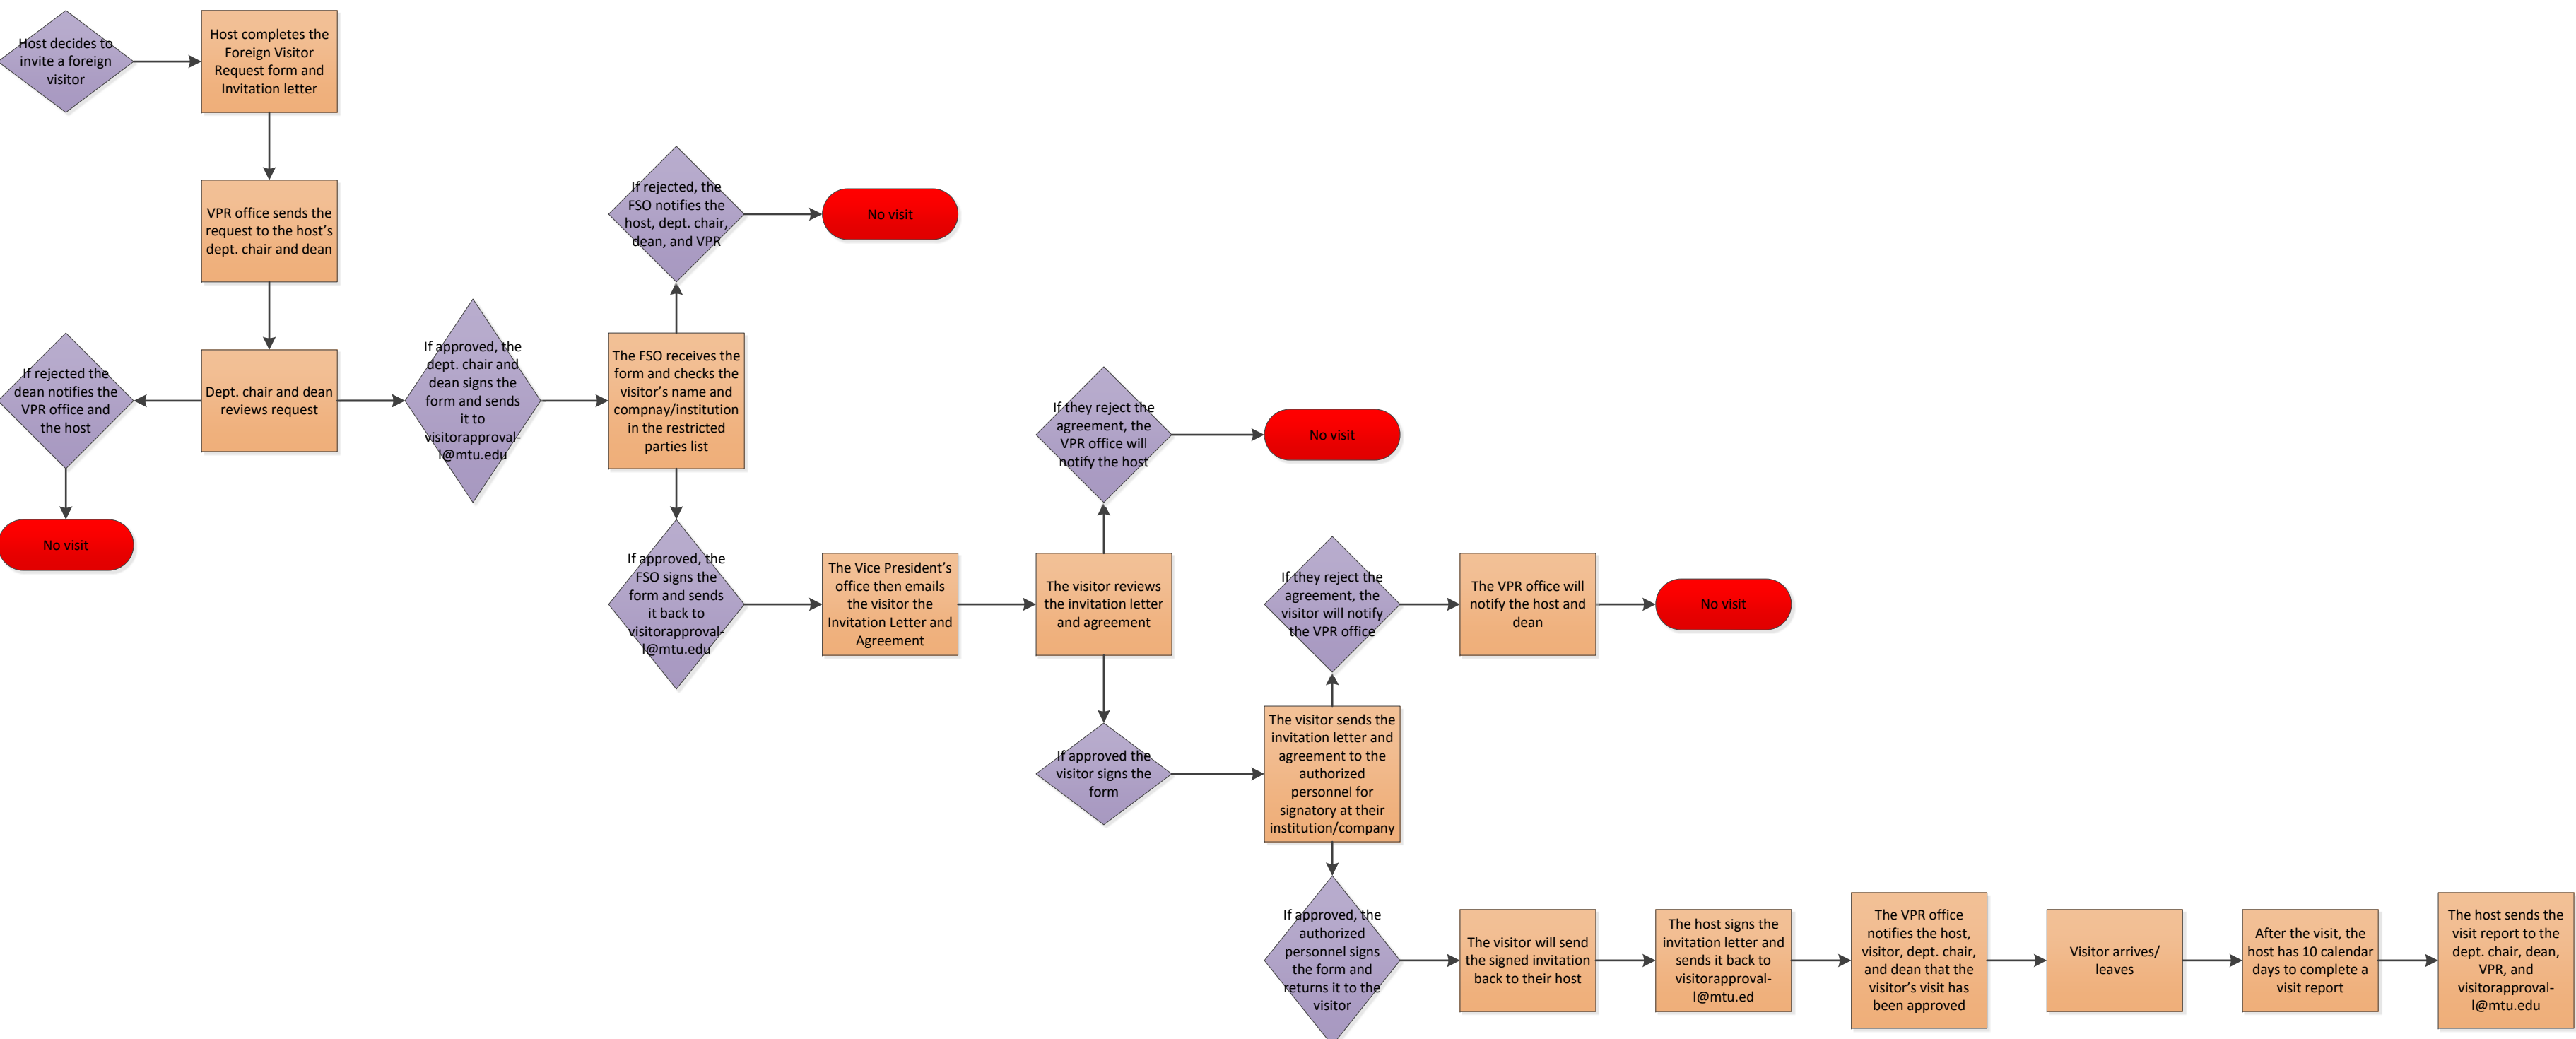 Host decides to
invite a foreign
visitor
Host completes the
Foreign Visitor
Request form and
Invitation letter
VPR office sends the
request to the host’s
dept. chair and dean
Dept. chair and dean
reviews request
If rejected the
dean notifies the
VPR office and
the host
No visit
If approved, the
dept. chair and
dean signs the
form and sends
it to
visitorapproval-
l@mtu.edu
The FSO receives the
form and checks the
visitor’s name and
compnay/institution
in the restricted
parties list
If rejected, the
FSO notifies the
host, dept. chair,
dean, and VPR
No visit
If approved, the
FSO signs the
form and sends
it back to
visitorapproval-
l@mtu.edu
The Vice President’s
office then emails
the visitor the
Invitation Letter and
Agreement
The visitor reviews
the invitation letter
and agreement
If they reject the
agreement, the
VPR office will
notify the host
No visit
If approved the
visitor signs the
form
The visitor sends the
invitation letter and
agreement to the
authorized
personnel for
signatory at their
institution/company
If they reject the
agreement, the
visitor will notify
the VPR office
The VPR office will
notify the host and
dean
No visit
If approved, the
authorized
personnel signs
the form and
returns it to the
visitor
The visitor will send
the signed invitation
back to their host
The host signs the
invitation letter and
sends it back to
visitorapproval-
l@mtu.ed
The VPR office
notifies the host,
visitor, dept. chair,
and dean that the
visitor’s visit has
been approved
Visitor arrives/
leaves
After the visit, the
host has 10 calendar
days to complete a
visit report
The host sends the
visit report to the
dept. chair, dean,
VPR, and
visitorapproval-
l@mtu.edu